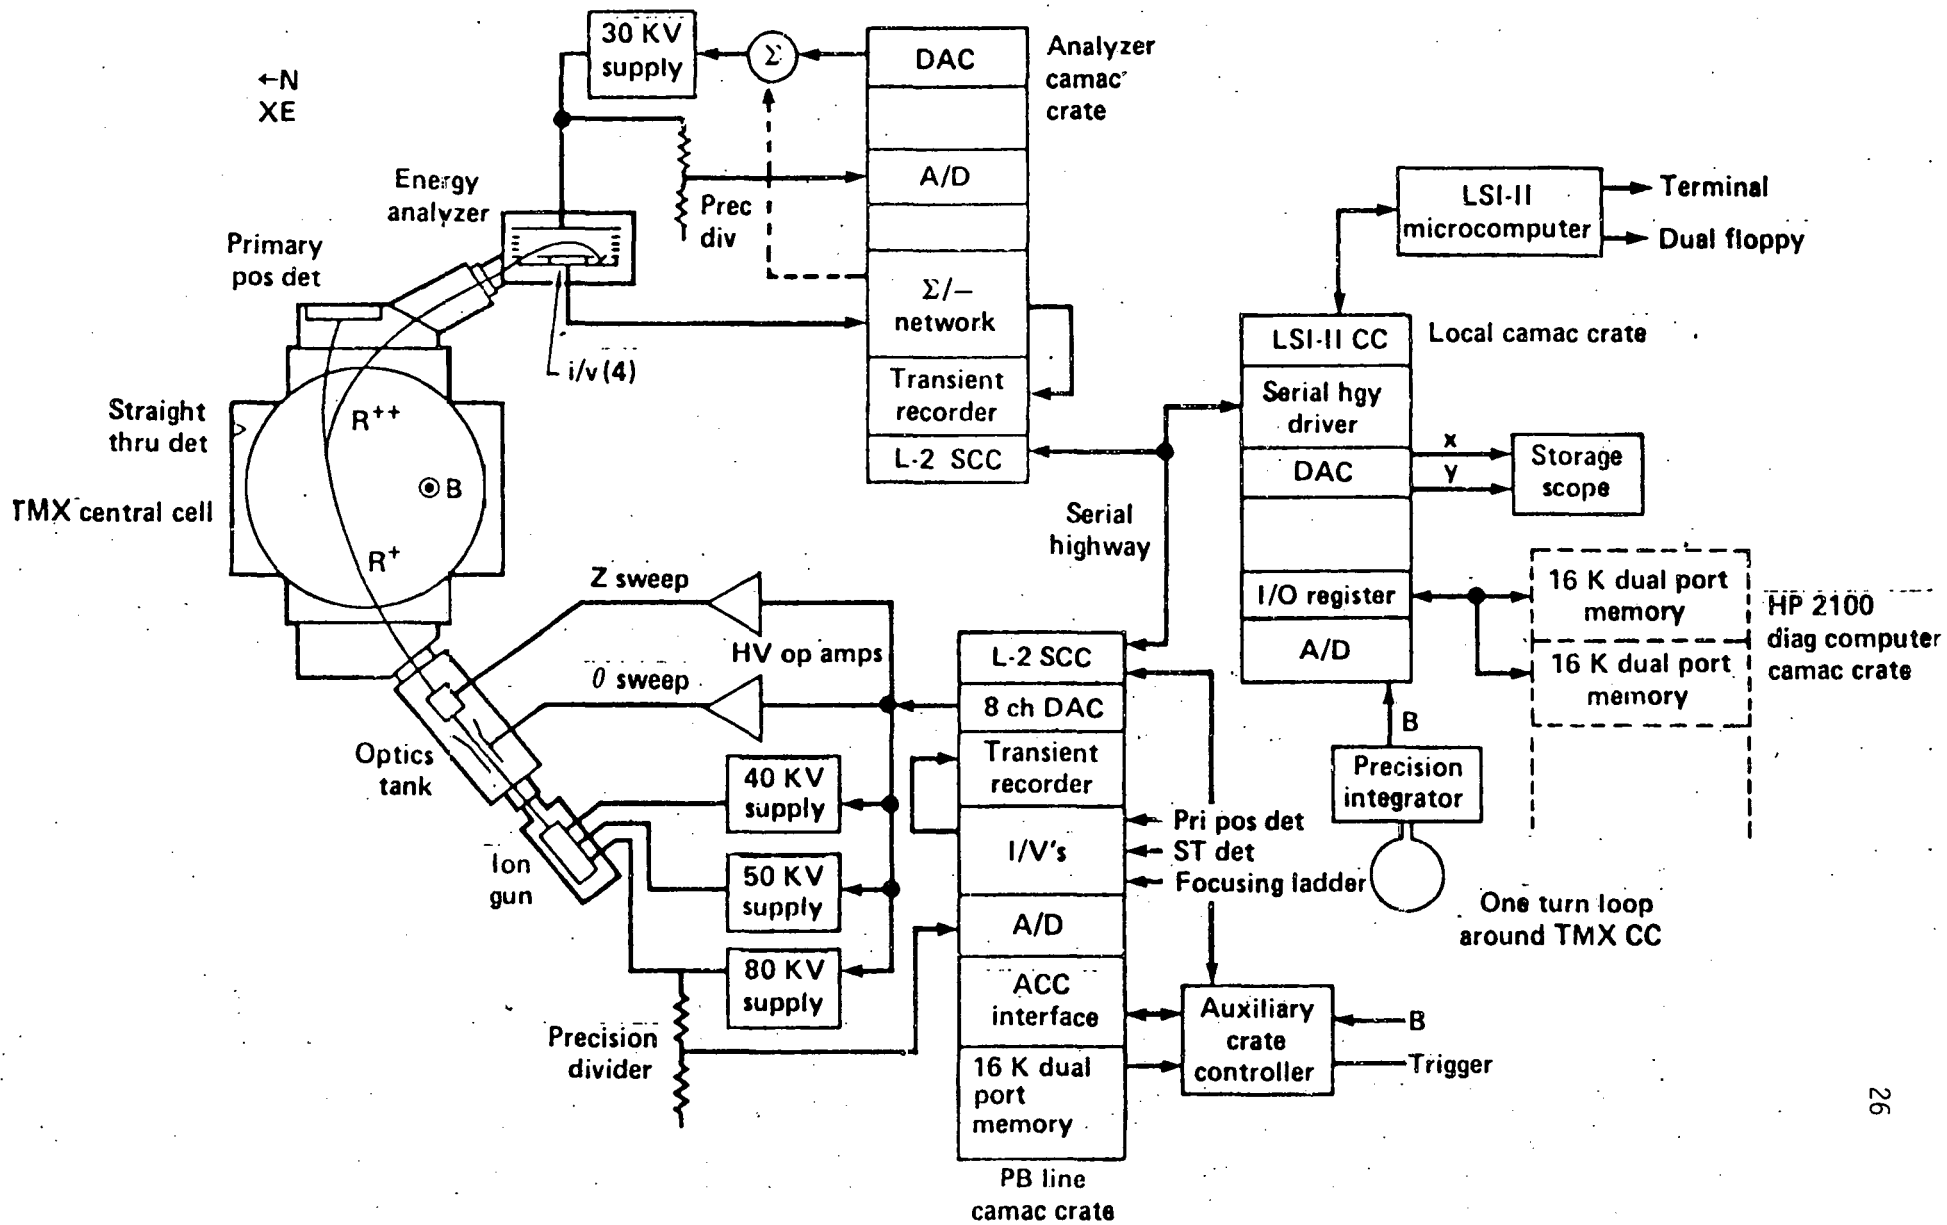 ←N
XE
30 KV
supply
Σ
DAC
Analyzer
camac
crate
A/D
Prec
div
Σ/–
network
Transient
recorder
L-2 SCC
Energy
analyzer
Primary
pos det
i/v (4)
Straight
thru det
TMX central cell
R++
B
R+
LSI-II
microcomputer
Terminal
Dual floppy
Local camac crate
LSI-II CC
Serial hgy
driver
DAC
I/O register
A/D
x
y
Storage
scope
Serial
highway
16 K dual port
memory
16 K dual port
memory
HP 2100
diag computer
camac crate
B
Precision
integrator
One turn loop
around TMX CC
Z sweep
HV op amps
θ sweep
Optics
tank
Ion
gun
40 KV
supply
50 KV
supply
80 KV
supply
Precision
divider
L-2 SCC
8 ch DAC
Transient
recorder
I/V's
A/D
ACC
interface
16 K dual
port
memory
PB line
camac crate
Pri pos det
ST det
Focusing ladder
Auxiliary
crate
controller
B
Trigger
26